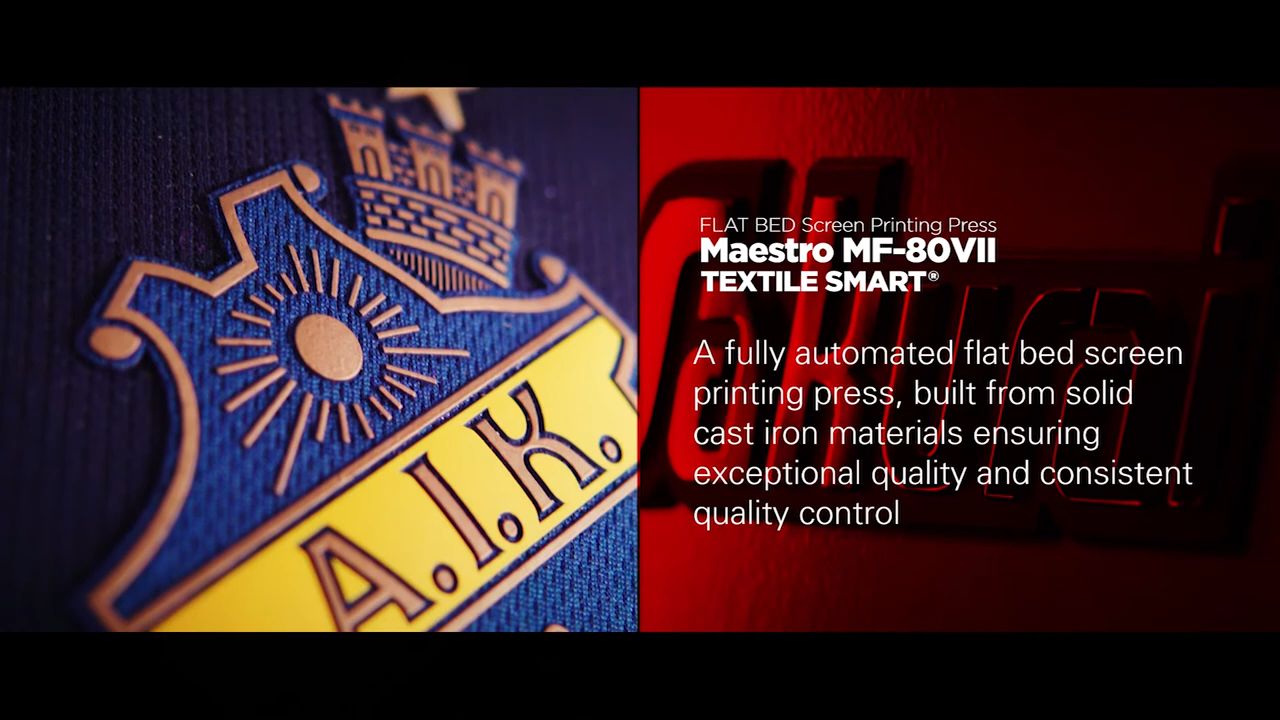 A.I.K.
FLAT BED Screen Printing Press
Maestro MF-80VII
TEXTILE SMART®
A fully automated flat bed screen
printing press, built from solid
cast iron materials ensuring
exceptional quality and consistent
quality control